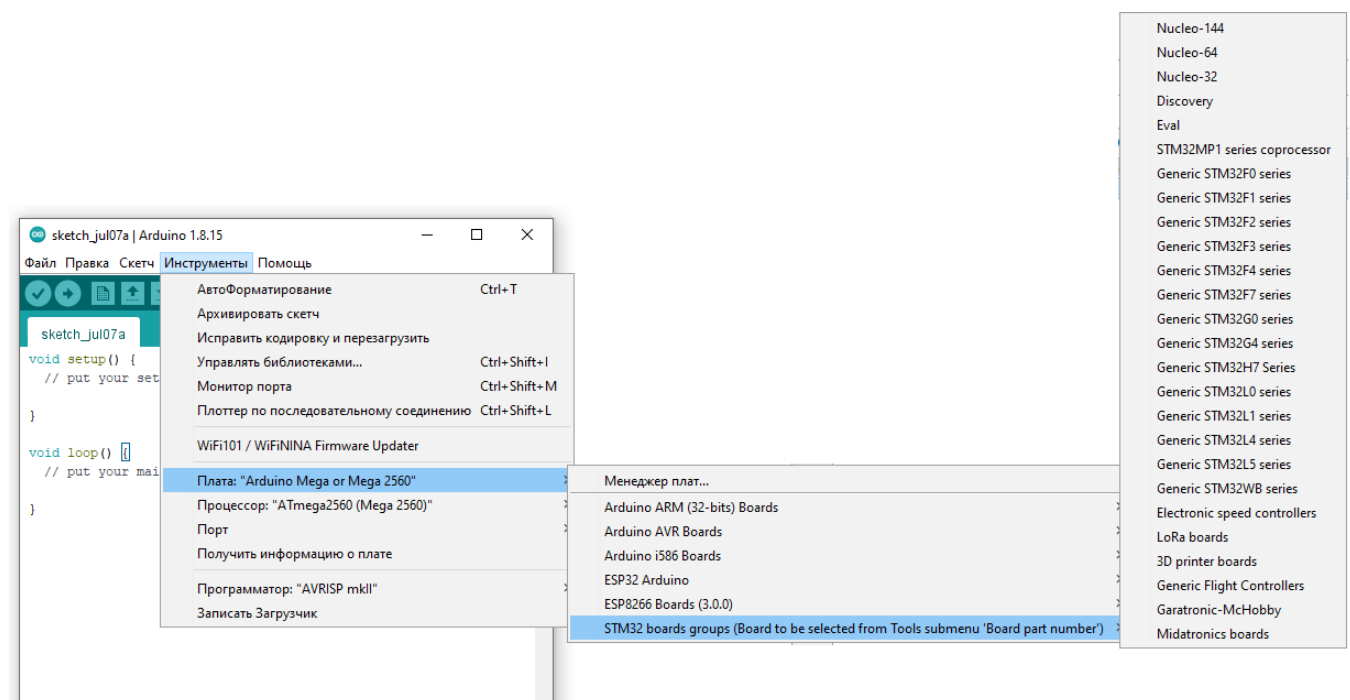 sketch_jul07a | Arduino 1.8.15
Файл Правка Скетч Инструменты Помощь
sketch_jul07a
void setup() {
// put your set
}
void loop() {
// put your mai
}
АвтоФорматирование Ctrl+T
Архивировать скетч
Исправить кодировку и перезагрузить
Управлять библиотеками... Ctrl+Shift+I
Монитор порта Ctrl+Shift+M
Плоттер по последовательному соединению Ctrl+Shift+L
WiFi101 / WiFiNINA Firmware Updater
Плата: "Arduino Mega or Mega 2560"
Процессор: "ATmega2560 (Mega 2560)"
Порт
Получить информацию о плате
Программатор: "AVRISP mkII"
Записать Загрузчик
Менеджер плат...
Arduino ARM (32-bits) Boards
Arduino AVR Boards
Arduino i586 Boards
ESP32 Arduino
ESP8266 Boards (3.0.0)
STM32 boards groups (Board to be selected from Tools submenu 'Board part number')
Nucleo-144
Nucleo-64
Nucleo-32
Discovery
Eval
STM32MP1 series coprocessor
Generic STM32F0 series
Generic STM32F1 series
Generic STM32F2 series
Generic STM32F3 series
Generic STM32F4 series
Generic STM32F7 series
Generic STM32G0 series
Generic STM32G4 series
Generic STM32H7 Series
Generic STM32L0 series
Generic STM32L1 series
Generic STM32L4 series
Generic STM32L5 series
Generic STM32WB series
Electronic speed controllers
LoRa boards
3D printer boards
Generic Flight Controllers
Garatronic-McHobby
Midatronics boards